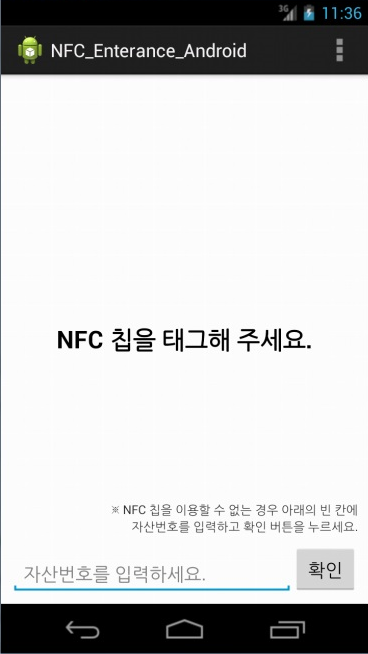 3G 11:36
NFC_Enterance_Android
NFC 칩을 태그해 주세요.
※ NFC 칩을 이용할 수 없는 경우 아래의 빈 칸에
자산번호를 입력하고 확인 버튼을 누르세요.
자산번호를 입력하세요. 확인